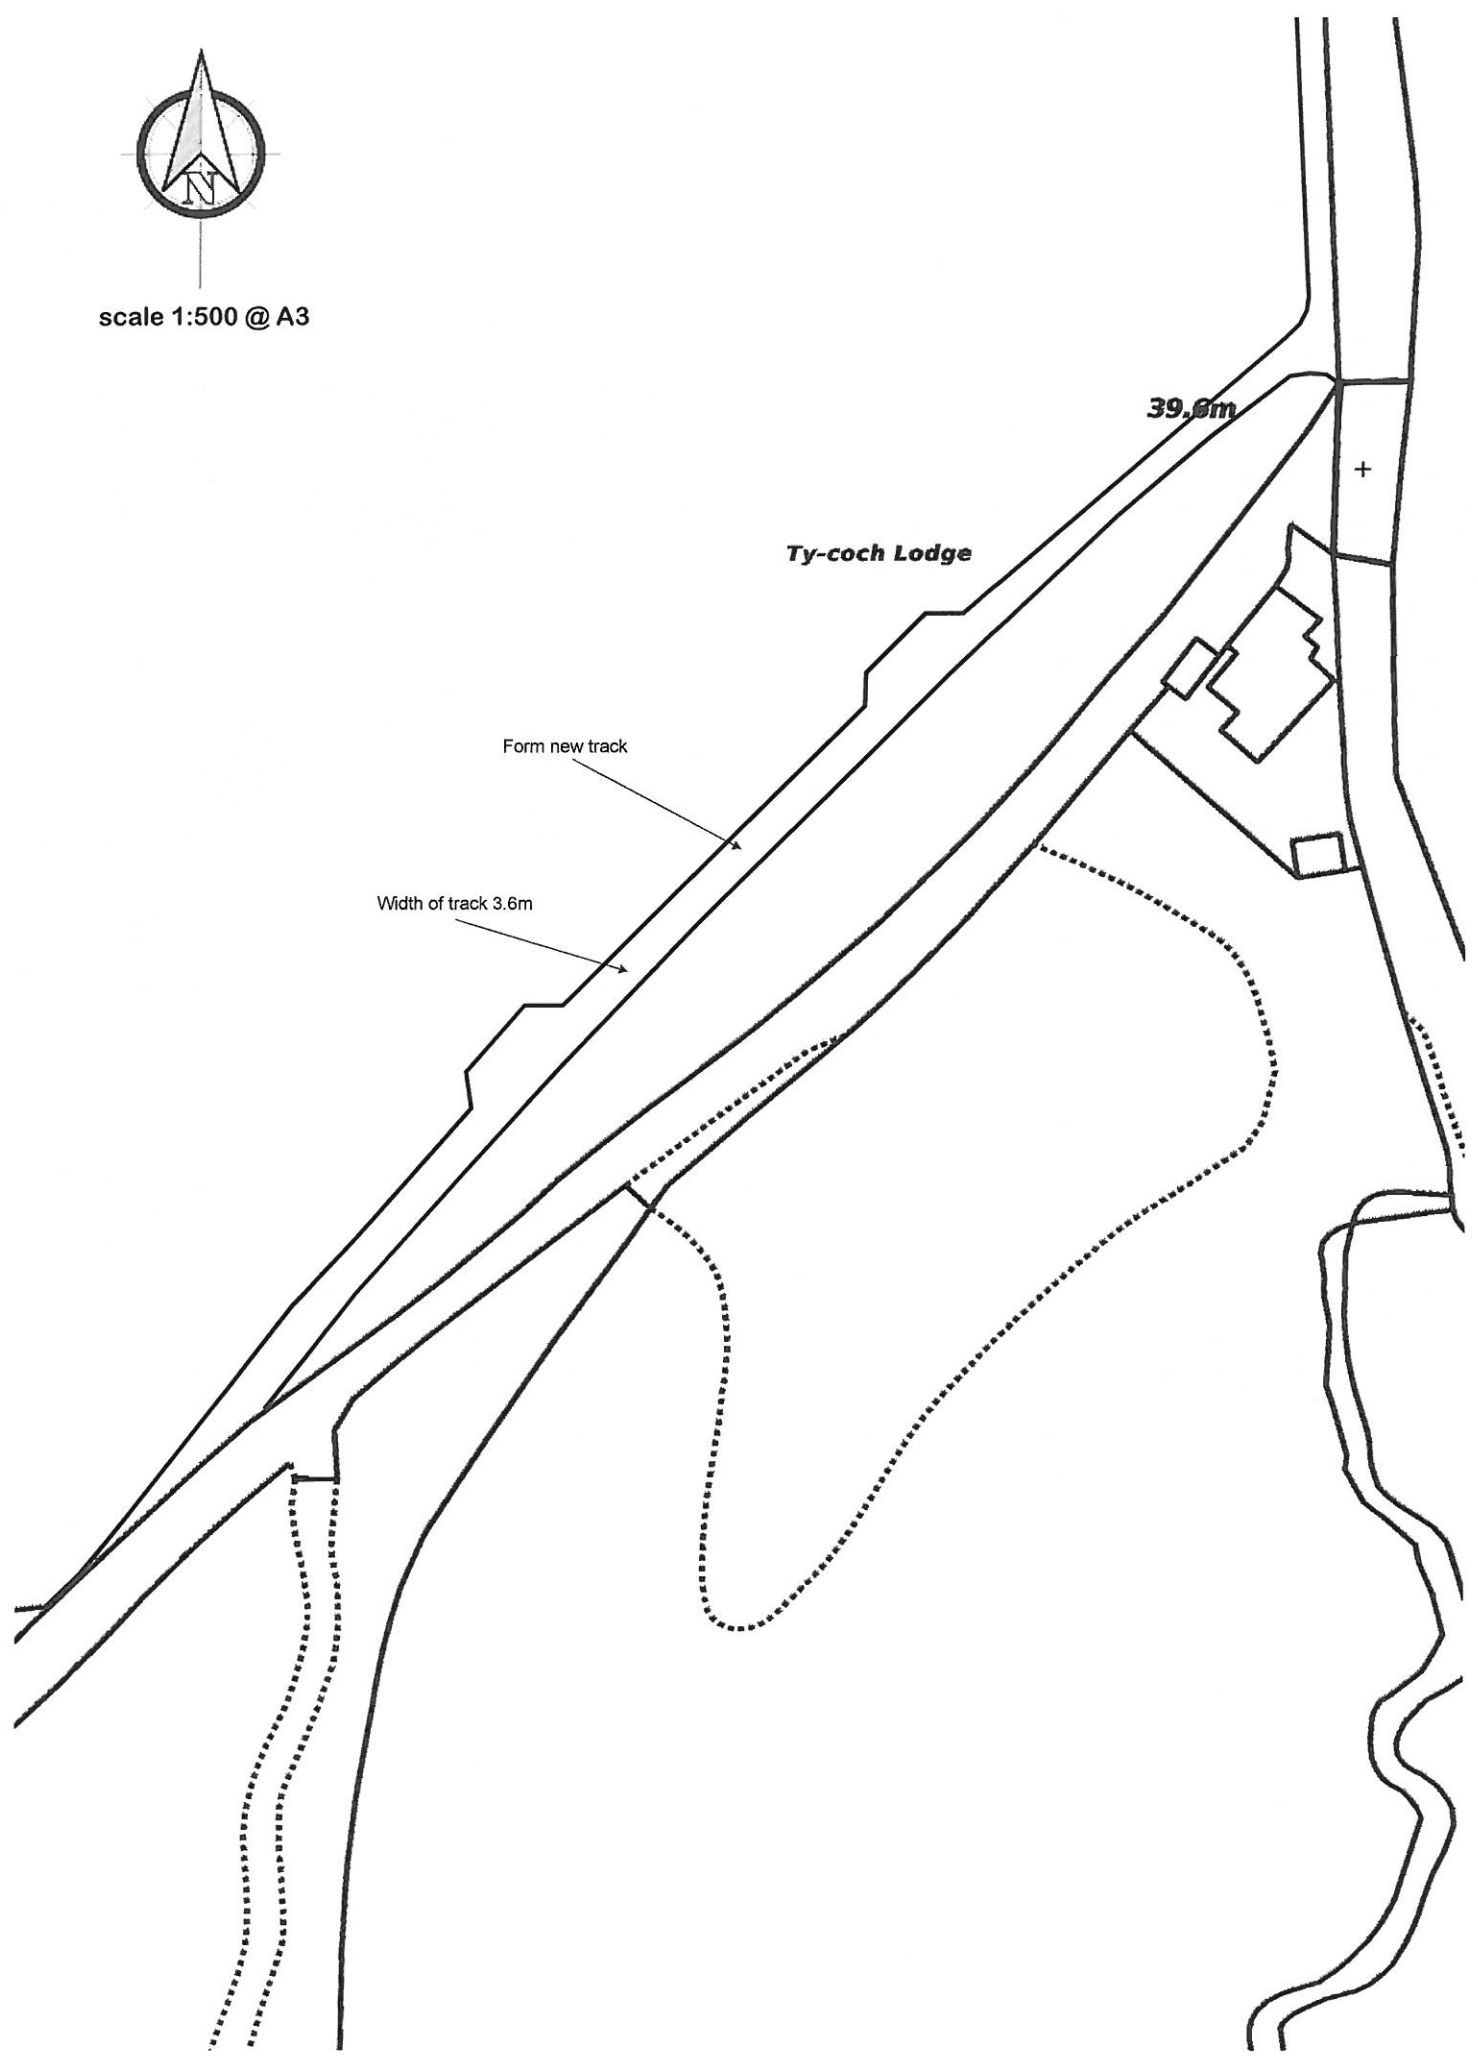 N
scale 1:500 @ A3
39.6m
Ty-coch Lodge
Form new track
Width of track 3.6m